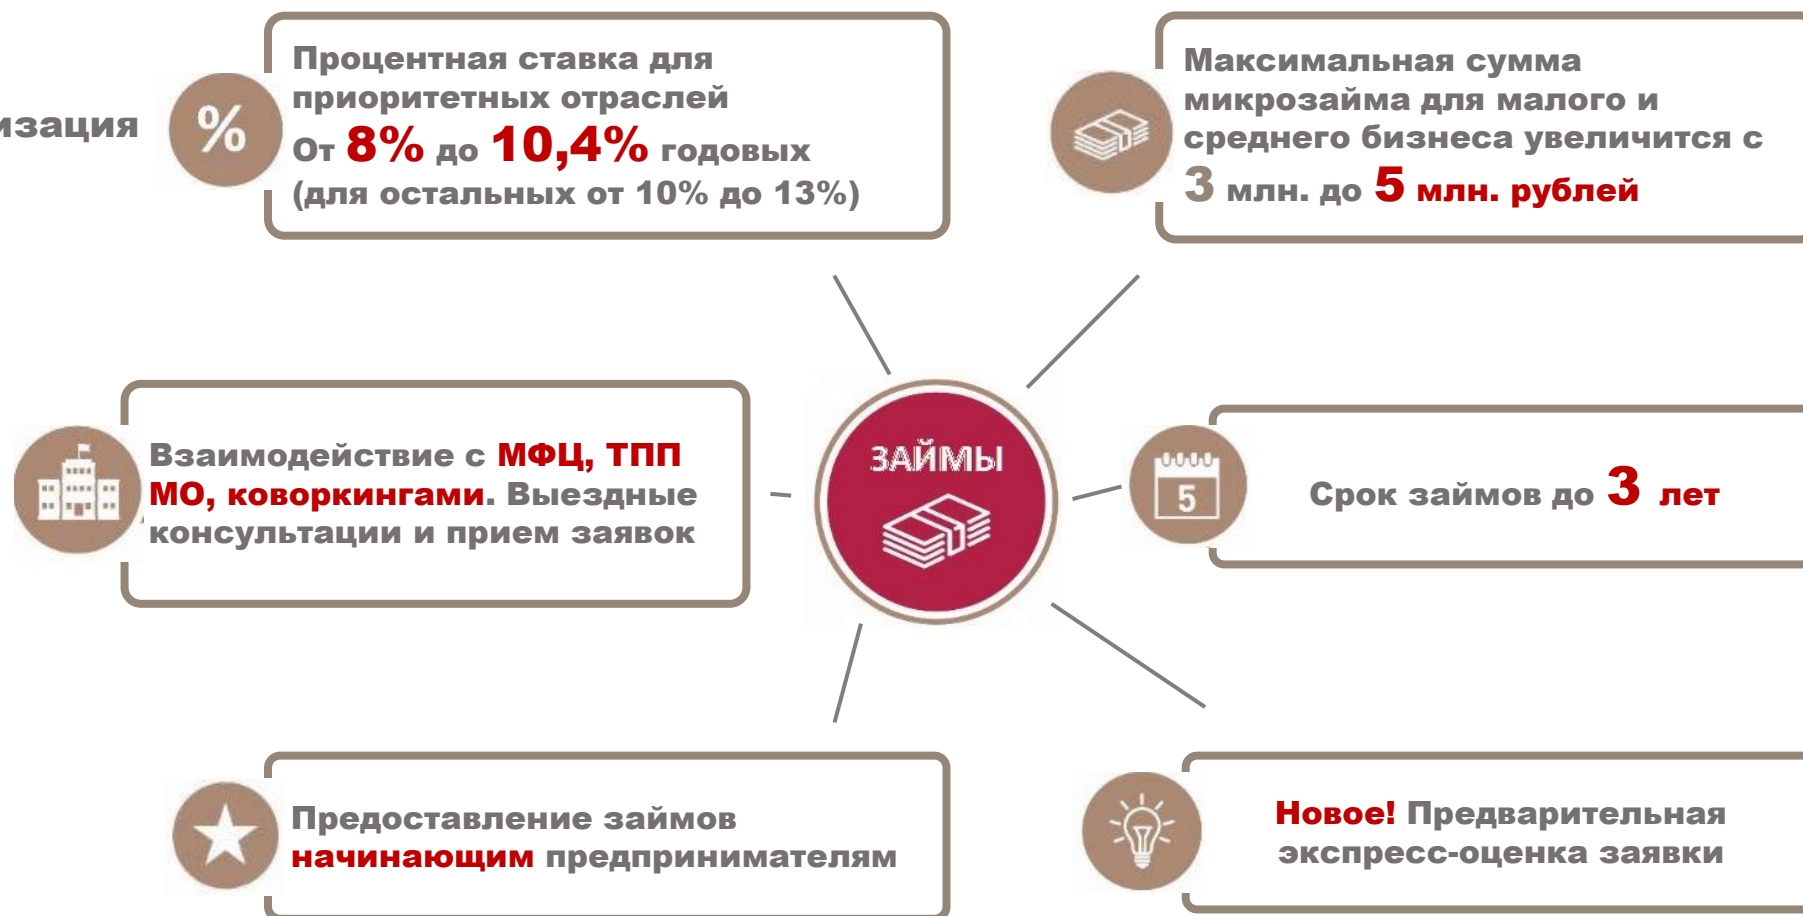 Процентная ставка для
приоритетных отраслей
От 8% до 10,4% годовых
(для остальных от 10% до 13%)
%
Максимальная сумма
микрозайма для малого и
среднего бизнеса увеличится с
3 млн. до 5 млн. рублей
изация
Взаимодействие с МФЦ, ТПП
МО, коворкингами. Выездные
консультации и прием заявок
ЗАЙМЫ
5
Срок займов до 3 лет
Предоставление займов
начинающим предпринимателям
Новое! Предварительная
экспресс-оценка заявки